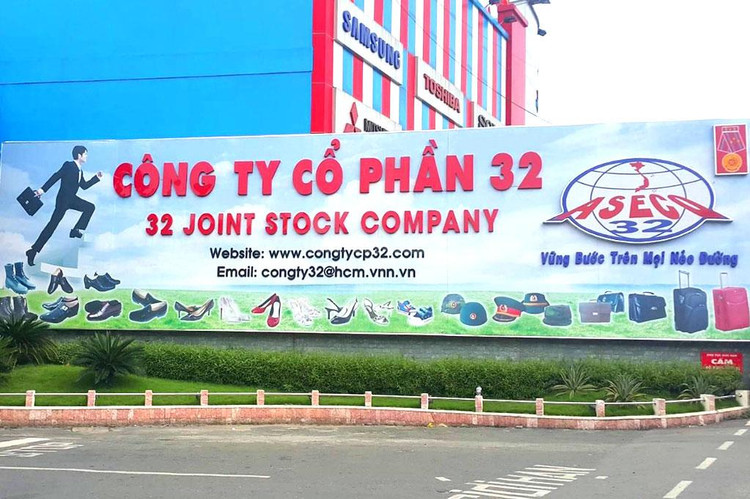 SAMSUNG
TOSHIBA
CÔNG TY CỔ PHẦN 32
32 JOINT STOCK COMPANY
Website: www.congtycp32.com
Email: congty32@hcm.vnn.vn
ASECO
32
Vững Bước Trên Mọi Nẻo Đường
CẤM